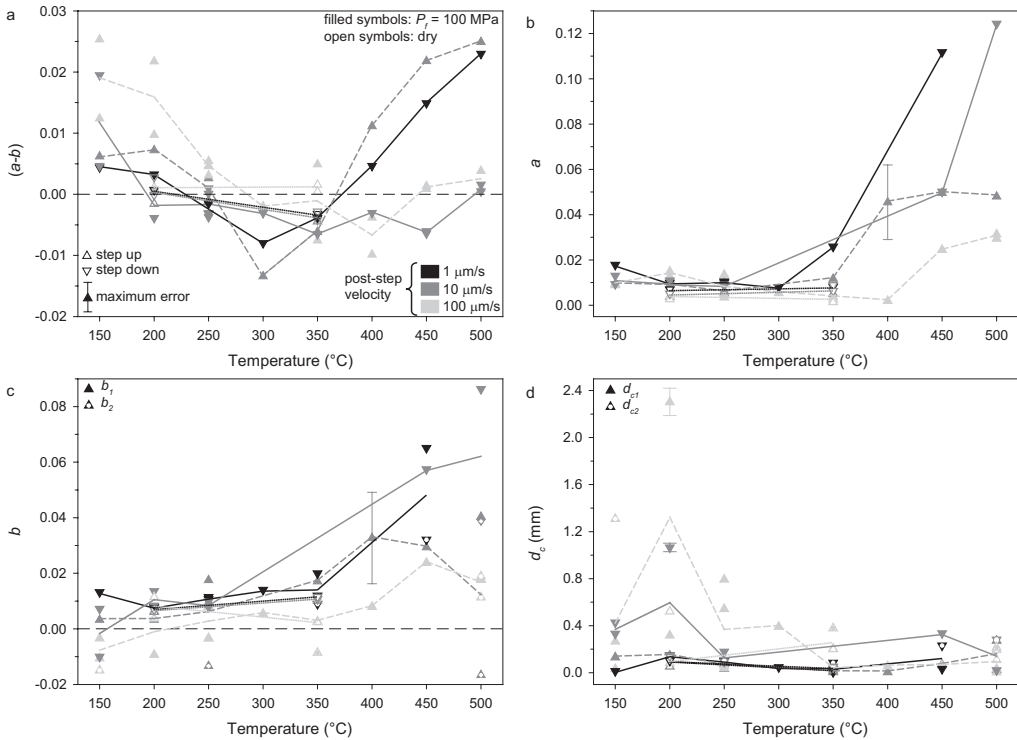 a
filled symbols: Pf = 100 MPa
open symbols: dry
0.03
0.02
0.01
0.00
-0.01
-0.02
(a-b)
step up
step down
maximum error
post-step
velocity
1 μm/s
10 μm/s
100 μm/s
150 200 250 300 350 400 450 500
Temperature (°C)
b
0.12
0.10
0.08
0.06
0.04
0.02
0.00
a
150 200 250 300 350 400 450 500
Temperature (°C)
c
b1
b2
0.08
0.06
0.04
0.02
0.00
-0.02
b
150 200 250 300 350 400 450 500
Temperature (°C)
d
dc1
dc2
2.4
2.0
1.6
1.2
0.8
0.4
0.0
dc (mm)
150 200 250 300 350 400 450 500
Temperature (°C)